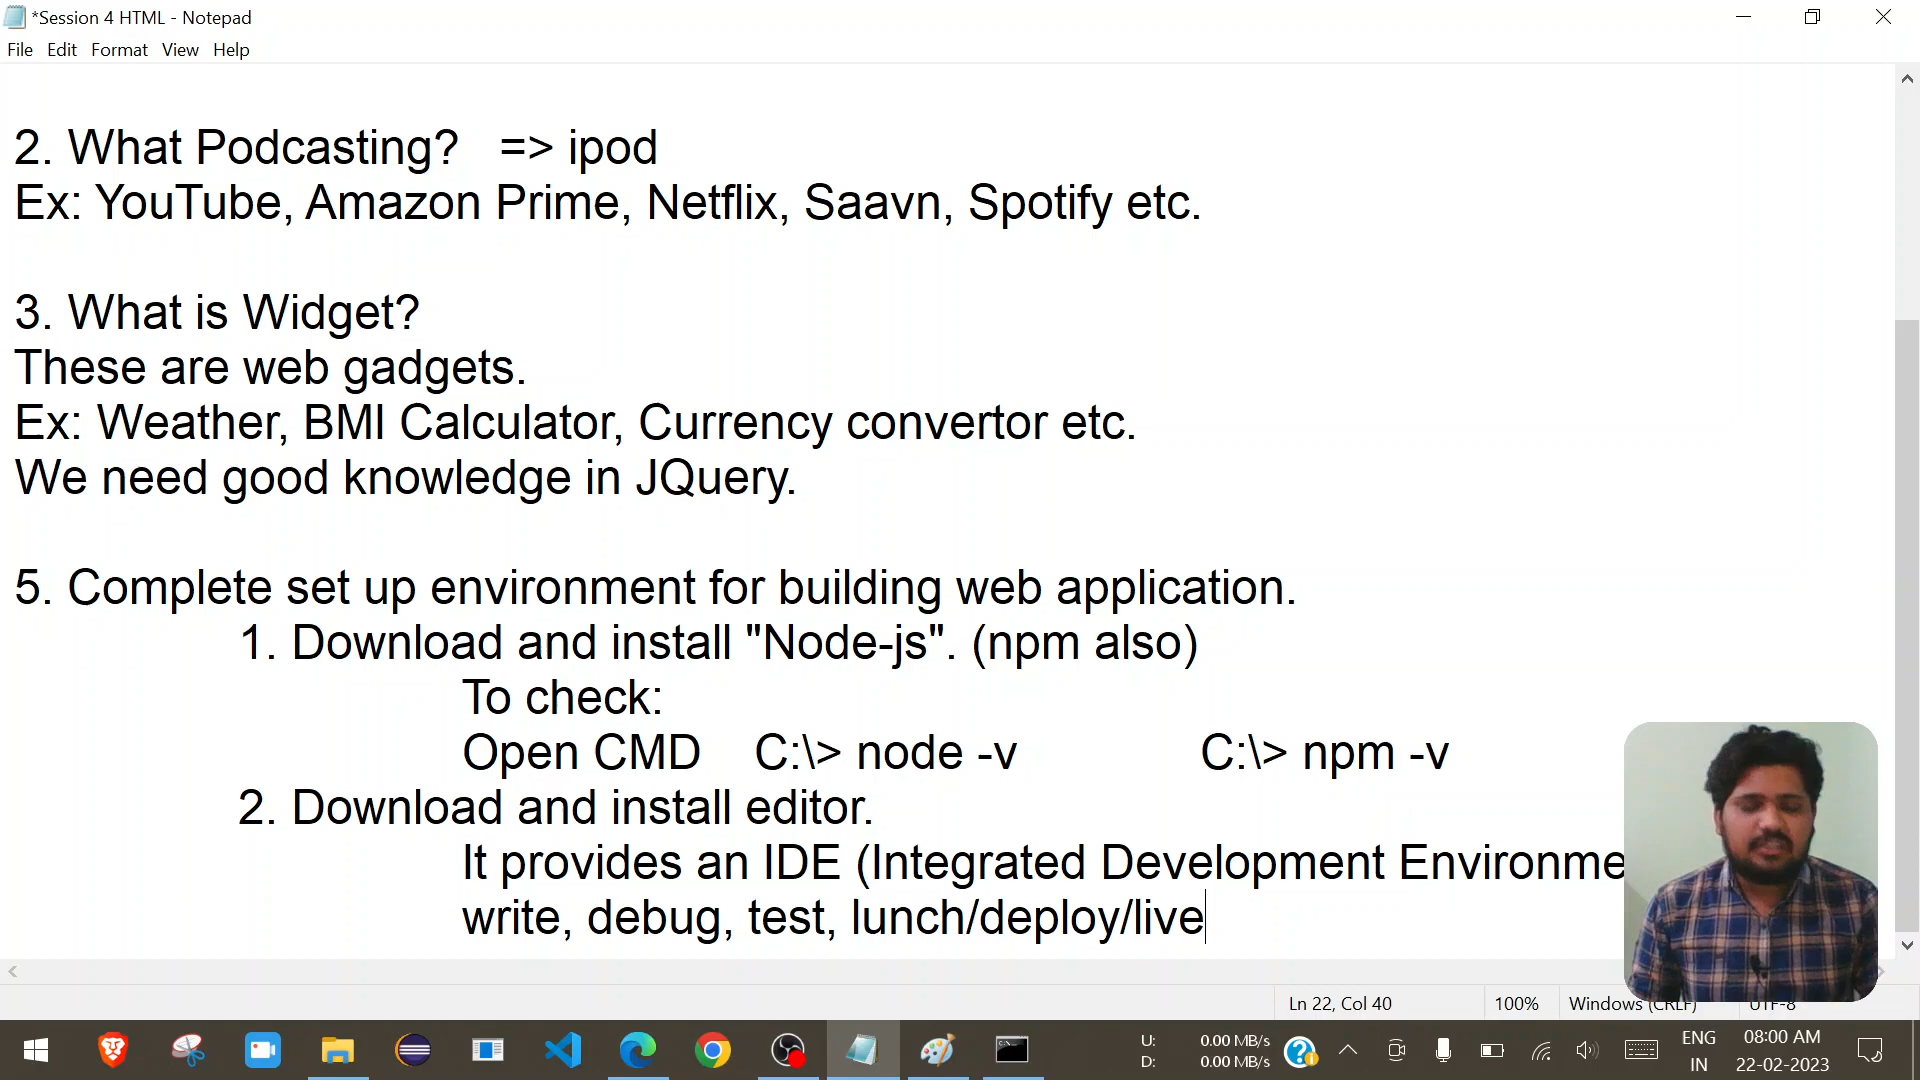 *Session 4 HTML - Notepad
File Edit Format View Help
2. What Podcasting? => ipod
Ex: YouTube, Amazon Prime, Netflix, Saavn, Spotify etc.
3. What is Widget?
These are web gadgets.
Ex: Weather, BMI Calculator, Currency convertor etc.
We need good knowledge in JQuery.
5. Complete set up environment for building web application.
1. Download and install "Node-js". (npm also)
To check:
Open CMD C:\> node -v C:\> npm -v
2. Download and install editor.
It provides an IDE (Integrated Development Environme
write, debug, test, lunch/deploy/live
Ln 22, Col 40 100% Windows (CRLF) UTF-8
U: 0.00 MB/s
D: 0.00 MB/s
ENG
IN
08:00 AM
22-02-2023